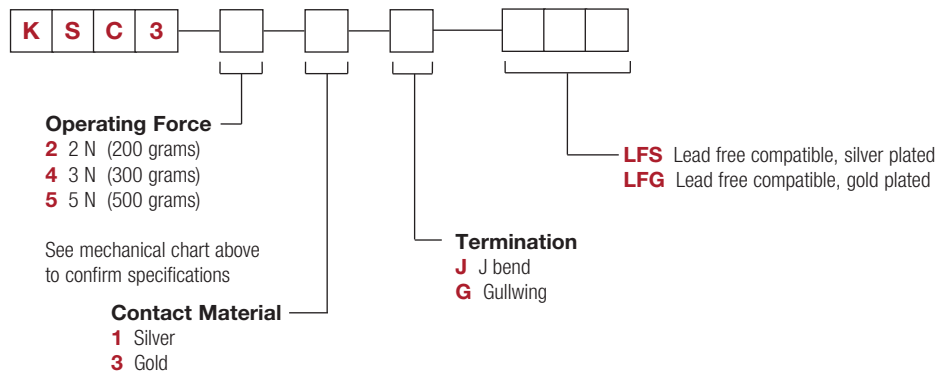 K S C 3
Operating Force
2 2 N (200 grams)
4 3 N (300 grams)
5 5 N (500 grams)
See mechanical chart above
to confirm specifications
Contact Material
1 Silver
3 Gold
Termination
J J bend
G Gullwing
LFS Lead free compatible, silver plated
LFG Lead free compatible, gold plated